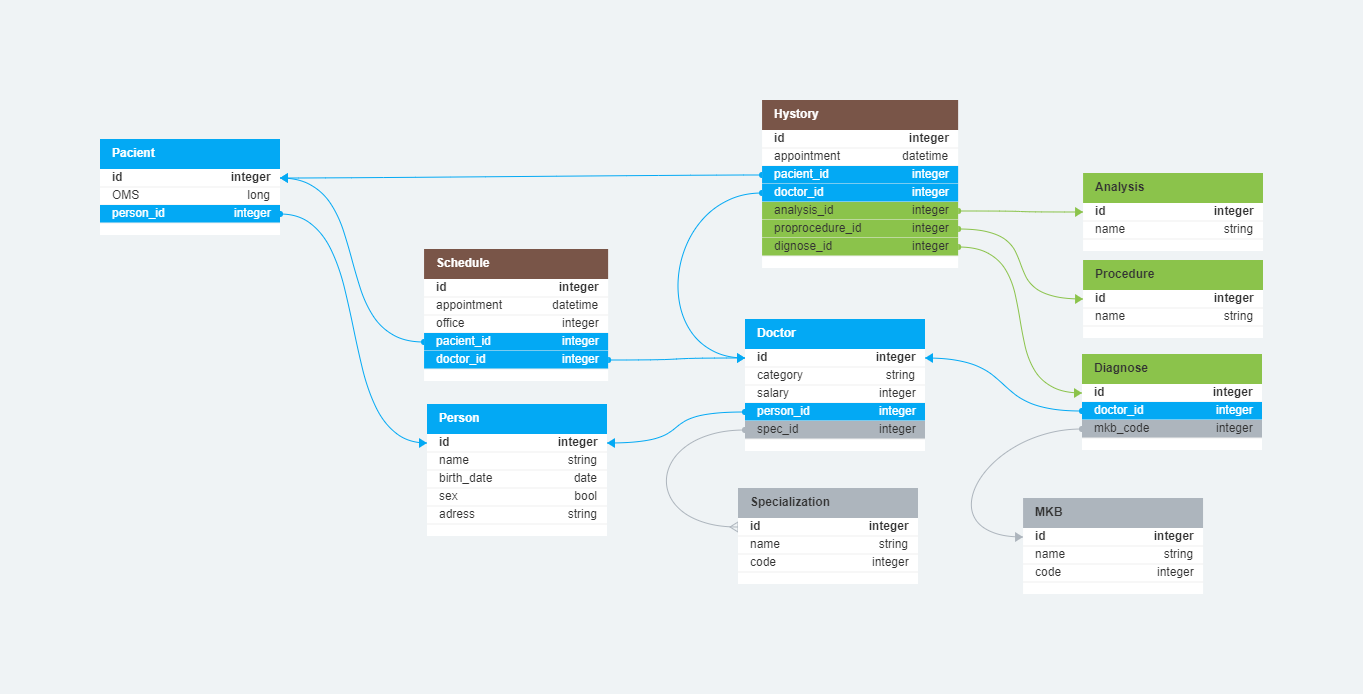 Pacient
id integer
OMS long
person_id integer
Schedule
id integer
appointment datetime
office integer
pacient_id integer
doctor_id integer
Person
id integer
name string
birth_date date
sex bool
adress string
Hystory
id integer
appointment datetime
pacient_id integer
doctor_id integer
analysis_id integer
proprocedure_id integer
dignose_id integer
Doctor
id integer
category string
salary integer
person_id integer
spec_id integer
Specialization
id integer
name string
code integer
Analysis
id integer
name string
Procedure
id integer
name string
Diagnose
id integer
doctor_id integer
mkb_code integer
MKB
id integer
name string
code integer